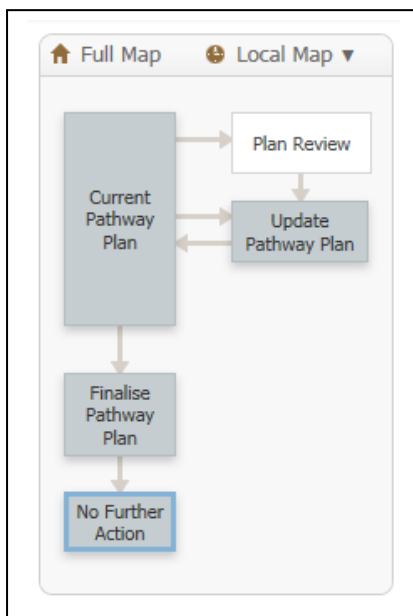 Full Map
Local Map ▼
Plan Review
Current
Pathway
Plan
Update
Pathway Plan
Finalise
Pathway
Plan
No Further
Action